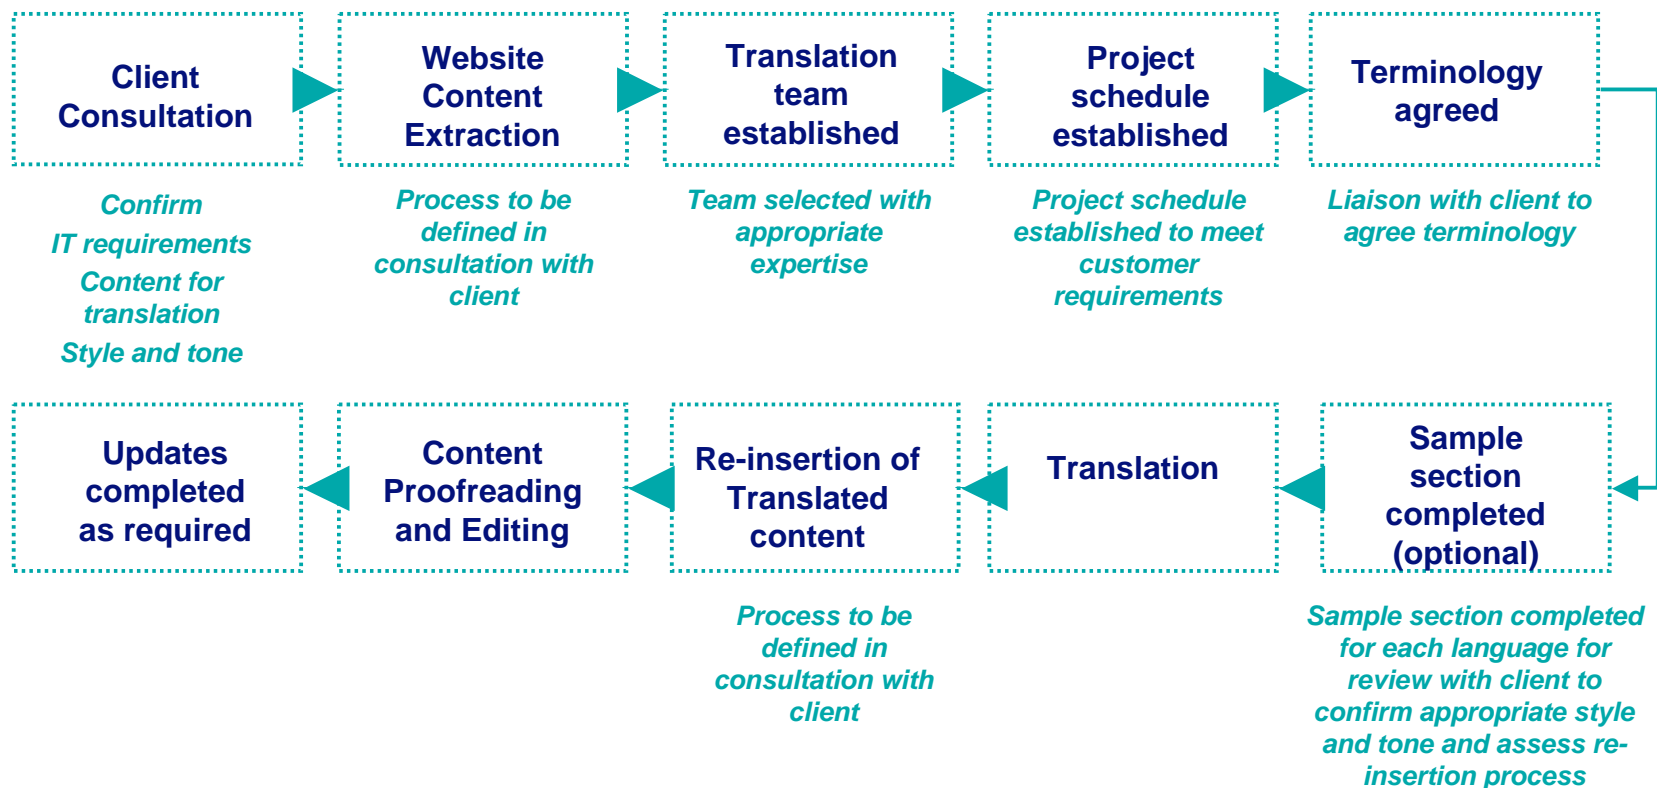 Client
Consultation
Website
Content
Extraction
Translation
team
established
Project
schedule
established
Terminology
agreed
Confirm
IT requirements
Content for
translation
Style and tone
Process to be
defined in
consultation with
client
Team selected with
appropriate
expertise
Project schedule
established to meet
customer
requirements
Liaison with client to
agree terminology
Updates
completed
as required
Content
Proofreading
and Editing
Re-insertion of
Translated
content
Translation
Sample
section
completed
(optional)
Process to be
defined in
consultation with
client
Sample section completed
for each language for
review with client to
confirm appropriate style
and tone and assess re-
insertion process